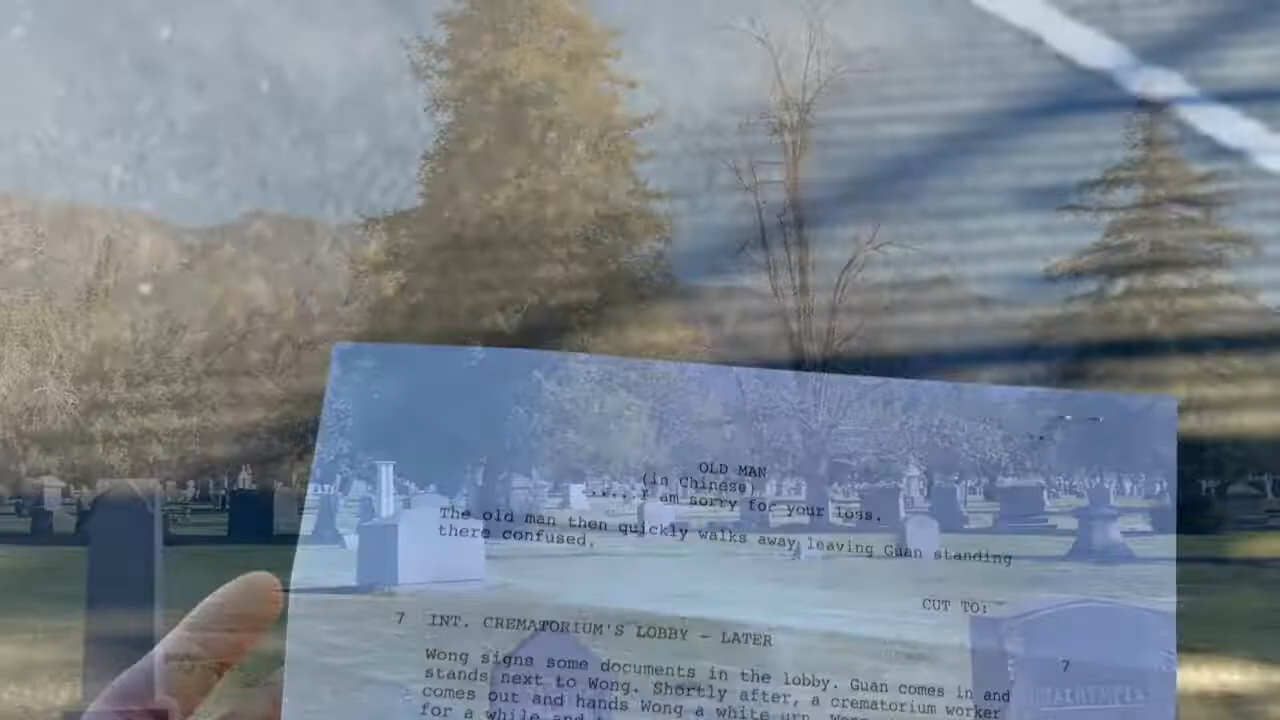 OLD MAN
(in Chinese)
.....I am sorry for your loss.
The old man then quickly walks away, leaving Guan standing
there confused.
CUT TO:
7 INT. CREMATORIUM'S LOBBY - LATER 7
Wong signs some documents in the lobby. Guan comes in and
stands next to Wong. Shortly after, a crematorium worker
comes out and hands Wong a white urn.
for a while and